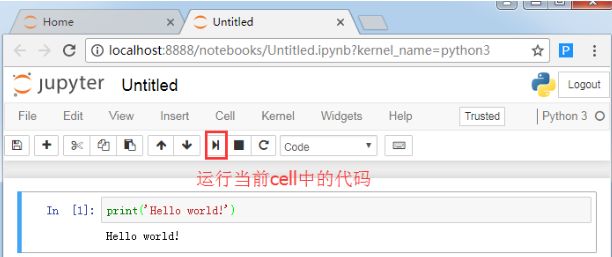 Home
Untitled
localhost:8888/notebooks/Untitled.ipynb?kernel_name=python3
P
jupyter Untitled
Logout
File Edit View Insert Cell Kernel Widgets Help Trusted Python 3
Code
运行当前cell中的代码
In [1]: print('Hello world!')
Hello world!